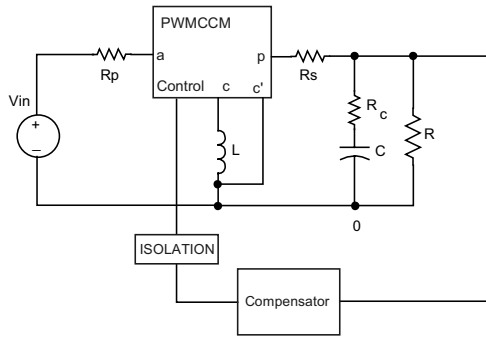 PWMCCM
a
p
Rp
Rs
Control
c
c'
Vin
+
–
R
c
C
R
L
0
ISOLATION
Compensator